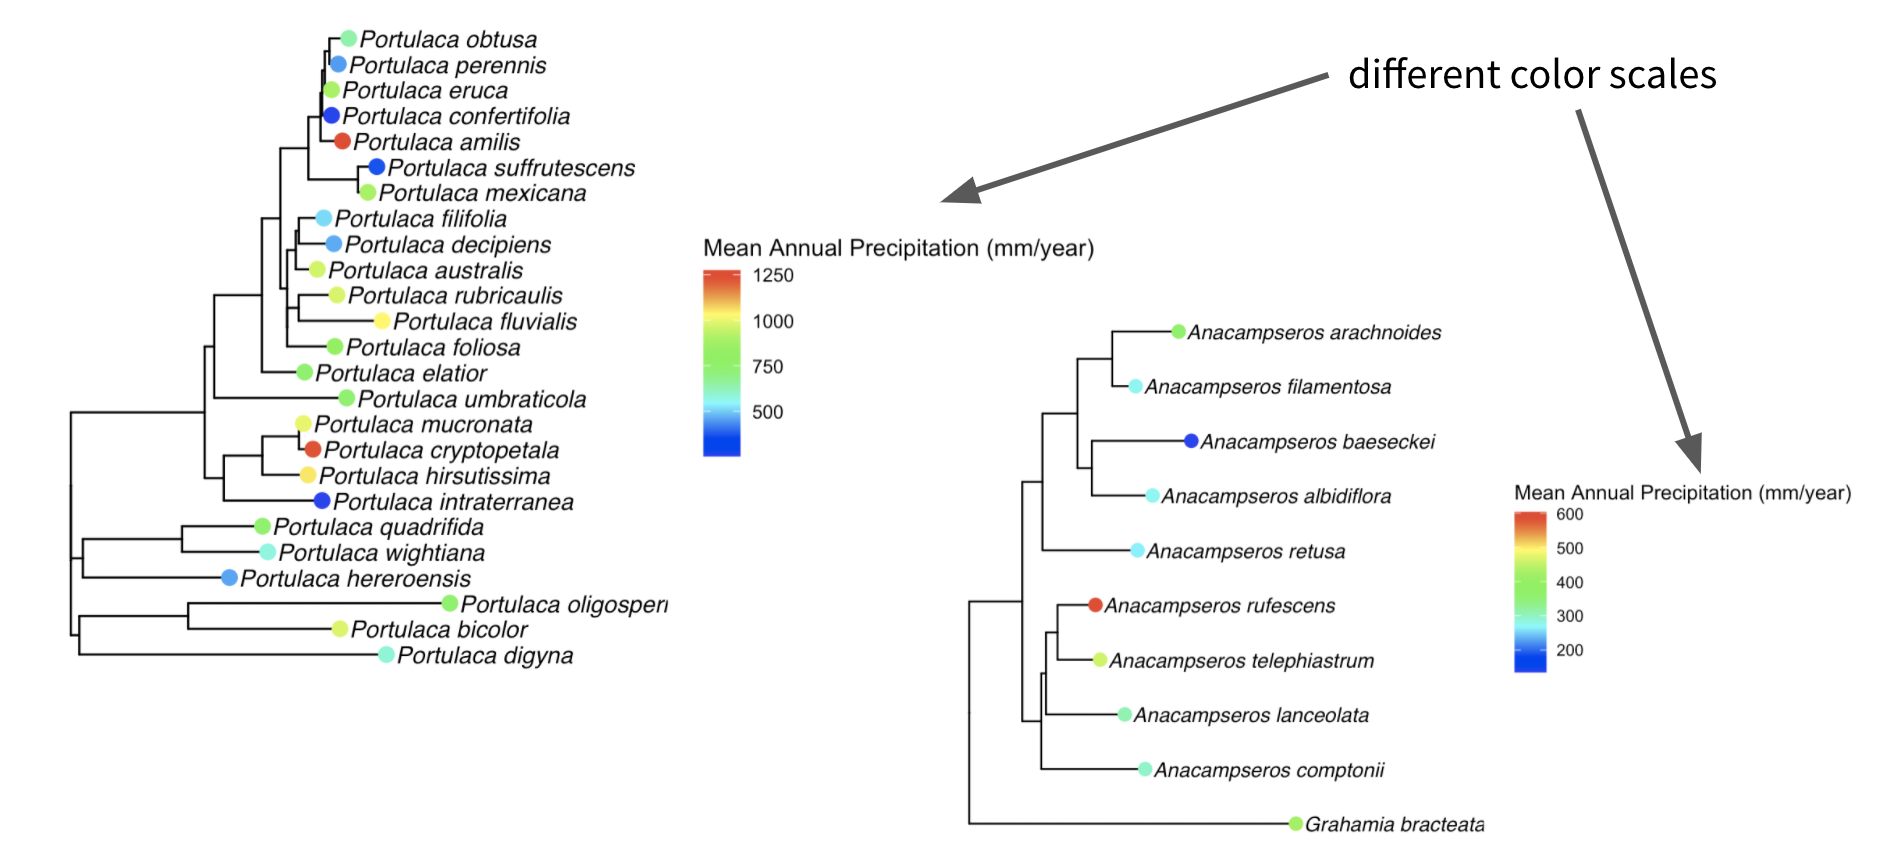 Portulaca obtusa
Portulaca perennis
Portulaca eruca
Portulaca confertifolia
Portulaca amilis
Portulaca suffrutescens
Portulaca mexicana
Portulaca filifolia
Portulaca decipiens
Portulaca australis
Portulaca rubricaulis
Portulaca fluvialis
Portulaca foliosa
Portulaca elatior
Portulaca umbraticola
Portulaca mucronata
Portulaca cryptopetala
Portulaca hirsutissima
Portulaca intraterranea
Portulaca quadrifida
Portulaca wightiana
Portulaca hereroensis
Portulaca oligosperi
Portulaca bicolor
Portulaca digyna
Mean Annual Precipitation (mm/year)
1250
1000
750
500
different color scales
Anacampseros arachnoides
Anacampseros filamentosa
Anacampseros baeseckei
Anacampseros albidiflora
Anacampseros retusa
Anacampseros rufescens
Anacampseros telephiastrum
Anacampseros lanceolata
Anacampseros comptonii
Grahamia bracteata
Mean Annual Precipitation (mm/year)
600
500
400
300
200